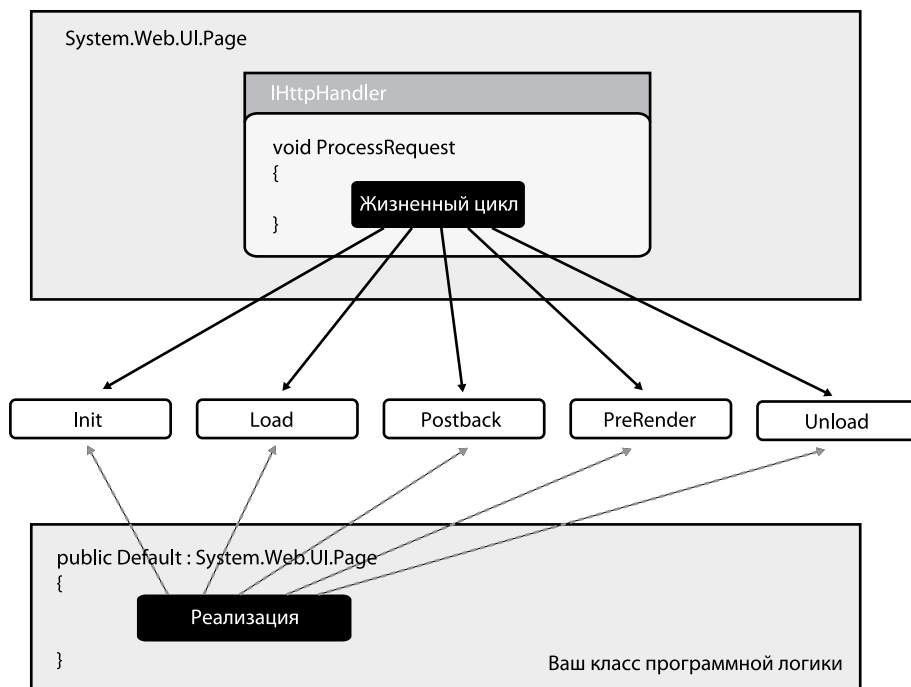 System.Web.UI.Page
IHttpHandler
void ProcessRequest
{
Жизненный цикл
}
Init
Load
Postback
PreRender
Unload
public Default : System.Web.UI.Page
{
Реализация
}
Ваш класс программной логики